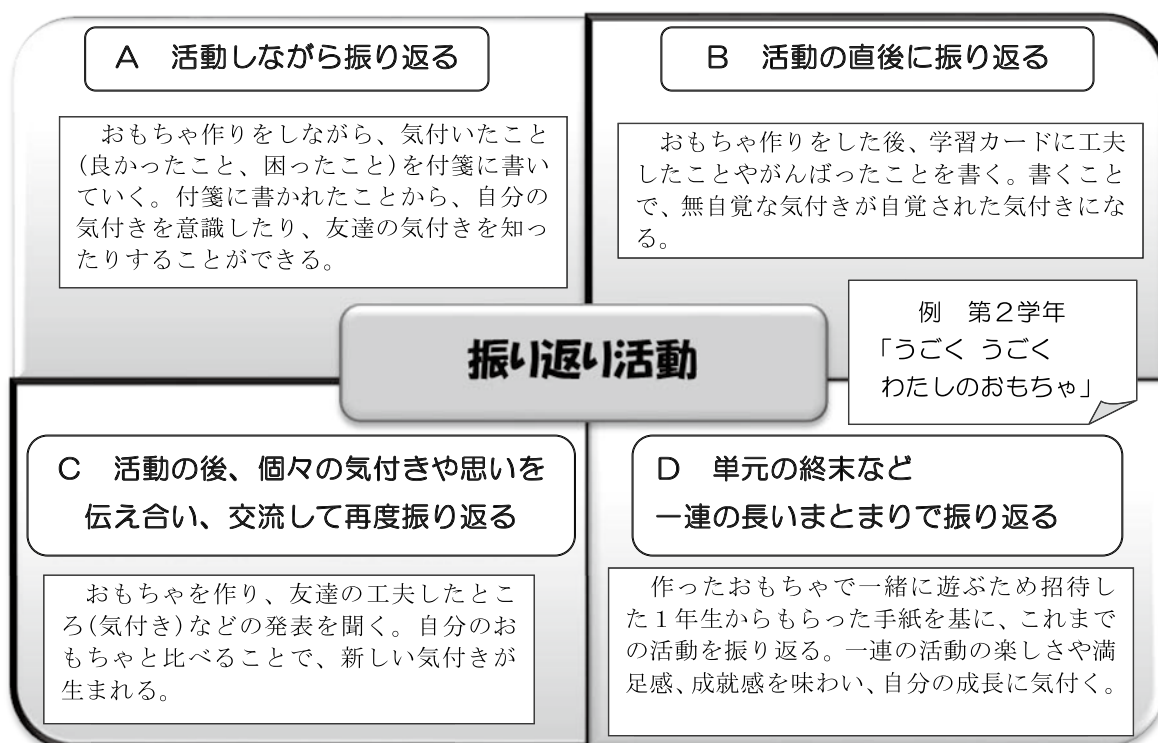 A 活動しながら振り返る
おもちゃ作りをしながら、気付いたこと
(良かったこと、困ったこと)を付箋に書い
ていく。付箋に書かれたことから、自分の
気付きを意識したり、友達の気付きを知っ
たりすることができる。
B 活動の直後に振り返る
おもちゃ作りをした後、学習カードに工夫
したことやがんばったことを書く。書くこと
で、無自覚な気付きが自覚された気付きにな
る。
振り返り活動
例 第2学年
「うごく うごく
わたしのおもちゃ」
C 活動の後、個々の気付きや思いを
伝え合い、交流して再度振り返る
おもちゃを作り、友達の工夫したとこ
ろ(気付き)などの発表を聞く。自分のお
もちゃと比べることで、新しい気付きが
生まれる。
D 単元の終末など
一連の長いまとまりで振り返る
作ったおもちゃで一緒に遊ぶため招待し
た1年生からもらった手紙を基に、これまで
の活動を振り返る。一連の活動の楽しさや満
足感、成就感を味わい、自分の成長に気付く。